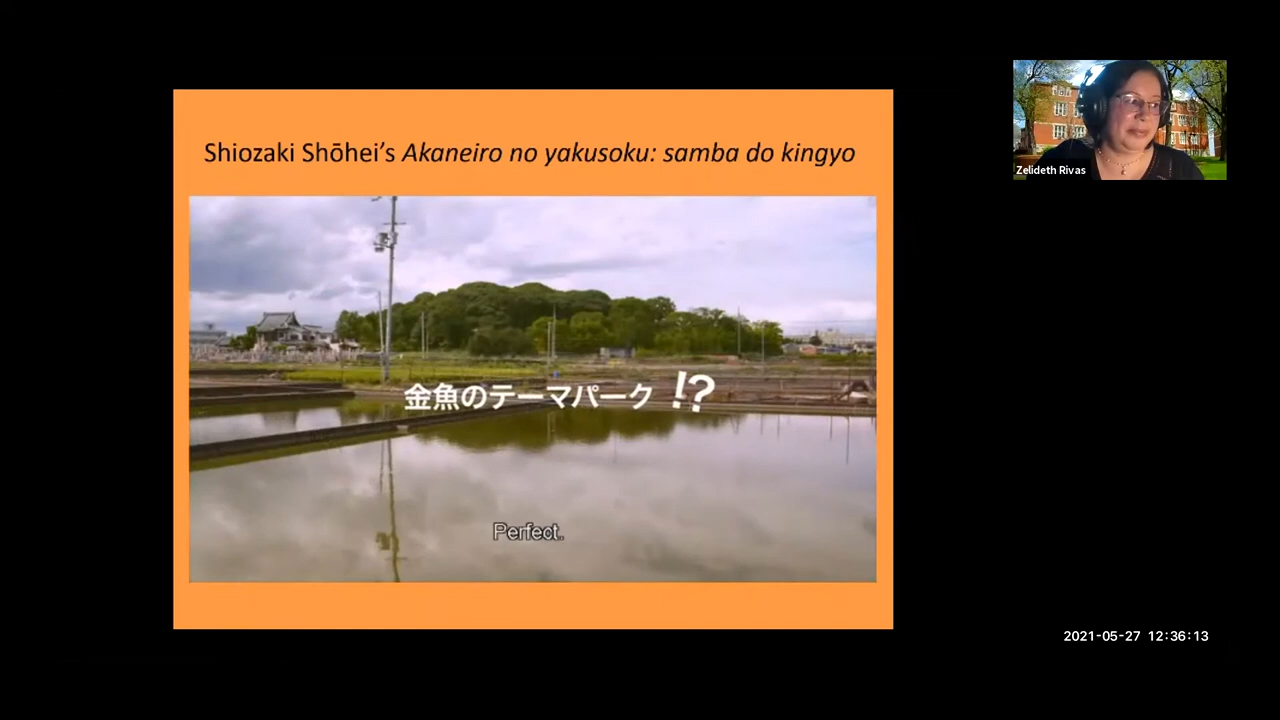 Shiozaki Shōhei’s Akaneiro no yakusoku: samba do kingyo
Zelideth Rivas
金魚のテーマパーク !?
Perfect.
2021-05-27 12:36:13